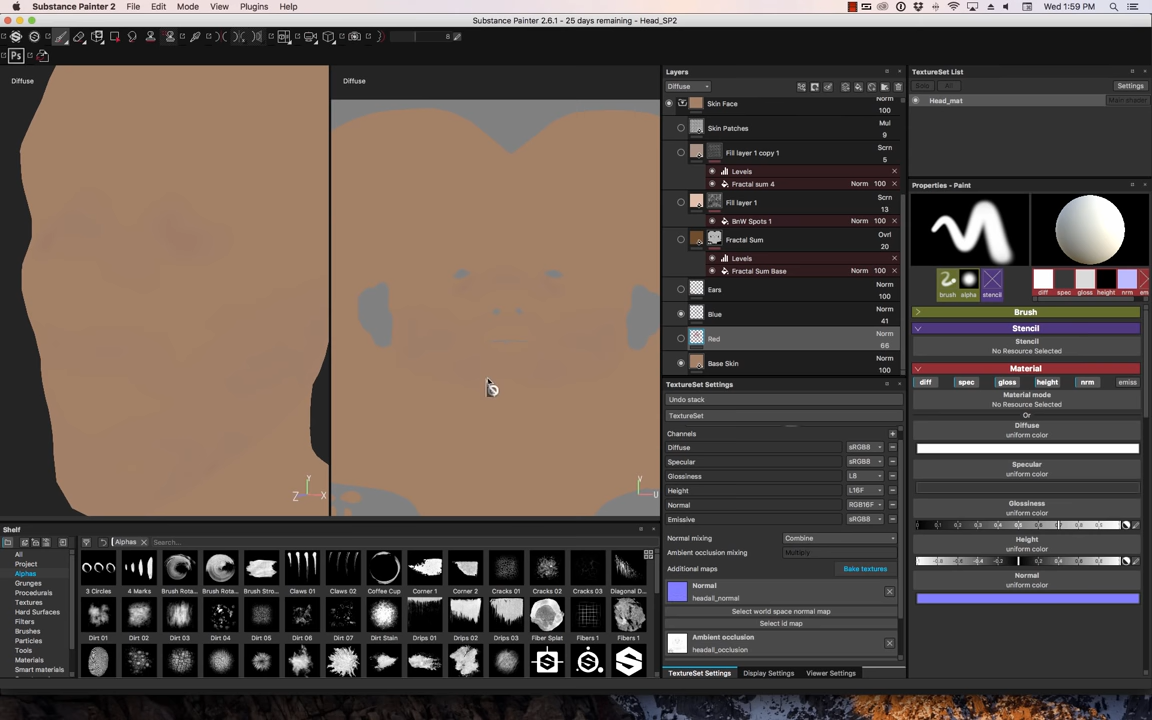 Substance Painter 2 File Edit Mode View Plugins Help Wed 1:59 PM
Substance Painter 2.6.1 - 25 days remaining - Head_SP2
8
Ps
Diffuse
Diffuse
Z X
Y
U
Layers
Diffuse
Skin Face Norm 100
Skin Patches Mul 9
Fill layer 1 copy 1 Scrn 5
Levels
Fractal sum 4 Norm 100
Fill layer 1 Scrn 13
BnW Spots 1 Norm 100
Fractal Sum Ovrl 20
Levels
Fractal Sum Base Norm 100
Ears Norm 100
Blue Norm 41
Red Norm 66
Base Skin Norm 100
TextureSet Settings
Undo stack
TextureSet
Channels
Diffuse sRGB8
Specular sRGB8
Glossiness L8
Height L16F
Normal RGB16F
Emissive sRGB8
Normal mixing Combine
Ambient occlusion mixing Multiply
Additional maps Bake textures
Normal
headall_normal
Select world space normal map
Select id map
Ambient occlusion
headall_occlusion
TextureSet Settings Display Settings Viewer Settings
TextureSet List
Solo All Settings
Head_mat Main shader
Properties - Paint
brush alpha stencil diff spec gloss height nrm em
Brush
Stencil
Stencil
No Resource Selected
Material
diff spec gloss height nrm emiss
Material mode
No Resource Selected
Or
Diffuse
uniform color
Specular
uniform color
Glossiness
uniform color
Height
uniform color
Normal
uniform color
Shelf
Alphas Search...
All
Project
Alphas
Grunges
Procedurals
Textures
Hard Surfaces
Filters
Brushes
Particles
Tools
Materials
Smart materials
3 Circles 4 Marks Brush Rota... Brush Rota... Brush Stro... Claws 01 Claws 02 Coffee Cup Corner 1 Corner 2 Cracks 01 Cracks 02 Cracks 03 Diagonal D...
Dirt 01 Dirt 02 Dirt 03 Dirt 04 Dirt 05 Dirt 06 Dirt 07 Dirt Stain Drips 01 Drips 02 Drips 03 Fiber Splat Fibers 1 Fibers 1